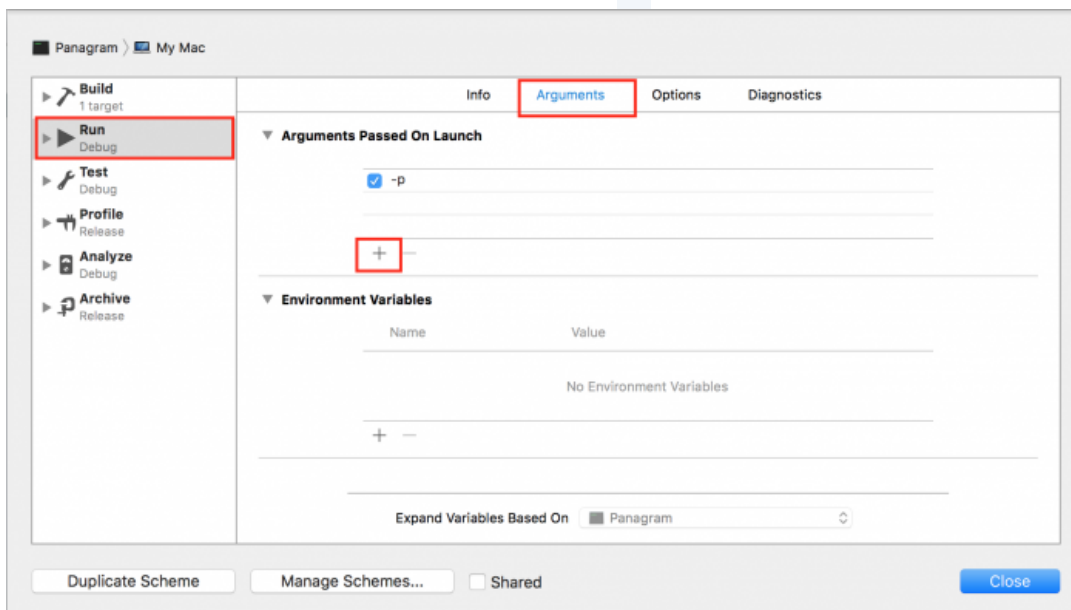 Panagram › My Mac
Build
1 target
Run
Debug
Test
Debug
Profile
Release
Analyze
Debug
Archive
Release
Info Arguments Options Diagnostics
Arguments Passed On Launch
-p
+ −
Environment Variables
Name Value
No Environment Variables
+ −
Expand Variables Based On Panagram
Duplicate Scheme Manage Schemes... Shared Close